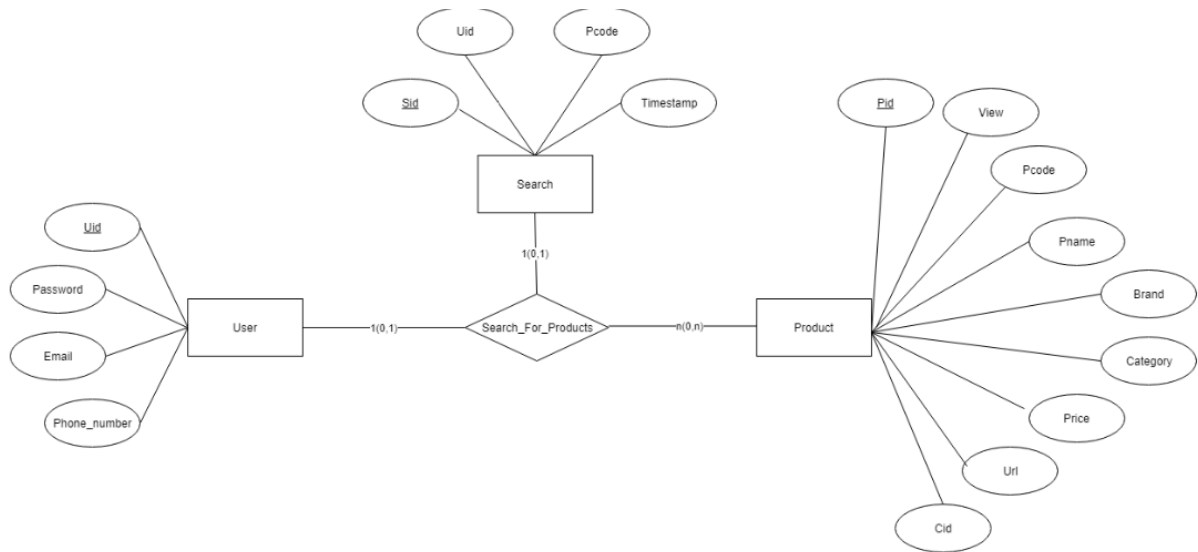 Uid
Pcode
Sid
Timestamp
Search
1(0,1)
Uid
Password
Email
Phone_number
User
1(0,1)
Search_For_Products
n(0,n)
Product
Pid
View
Pcode
Pname
Brand
Category
Price
Url
Cid